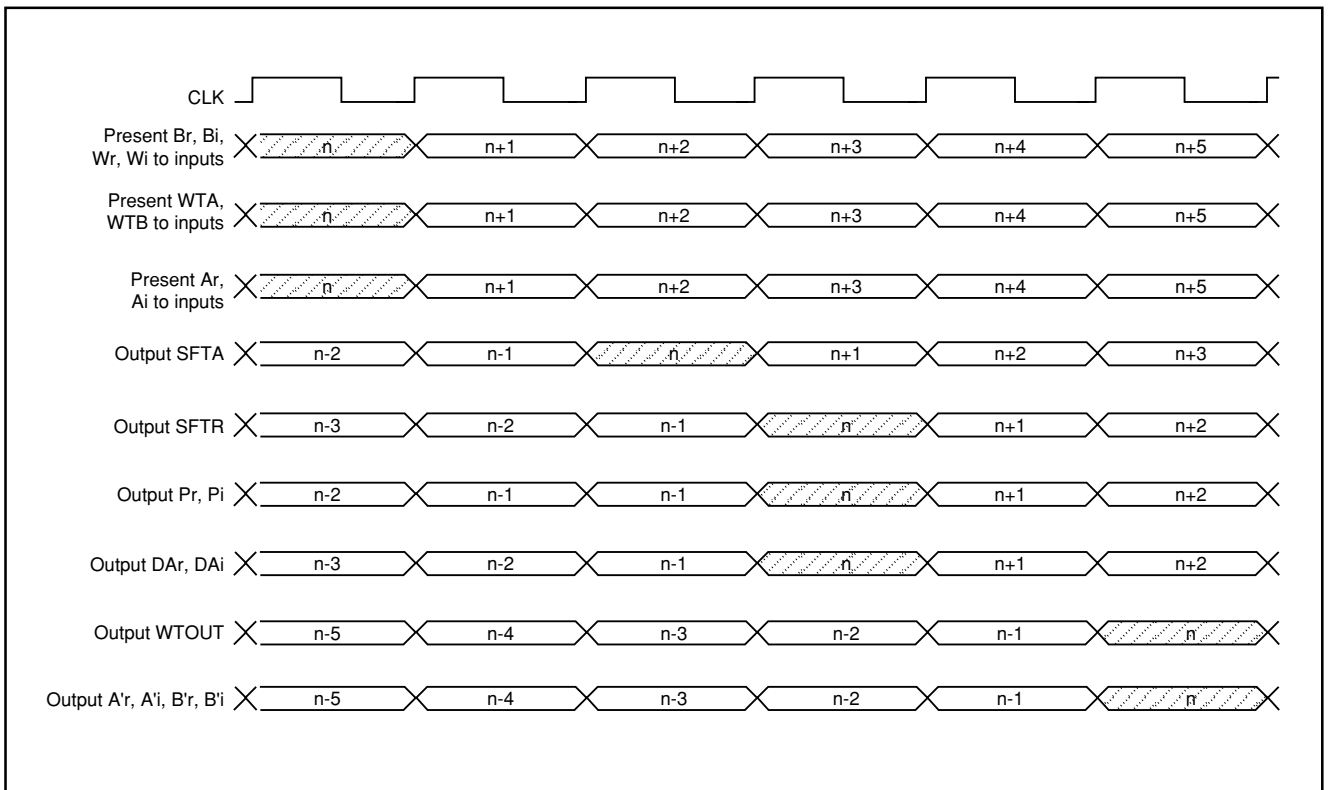 CLK
Present Br, Bi,
Wr, Wi to inputs
n n+1 n+2 n+3 n+4 n+5
Present WTA,
WTB to inputs
n n+1 n+2 n+3 n+4 n+5
Present Ar,
Ai to inputs
n n+1 n+2 n+3 n+4 n+5
Output SFTA n-2 n-1 n n+1 n+2 n+3
Output SFTR n-3 n-2 n-1 n n+1 n+2
Output Pr, Pi n-2 n-1 n-1 n n+1 n+2
Output DAr, DAi n-3 n-2 n-1 n n+1 n+2
Output WTOUT n-5 n-4 n-3 n-2 n-1 n
Output A'r, A'i, B'r, B'i n-5 n-4 n-3 n-2 n-1 n